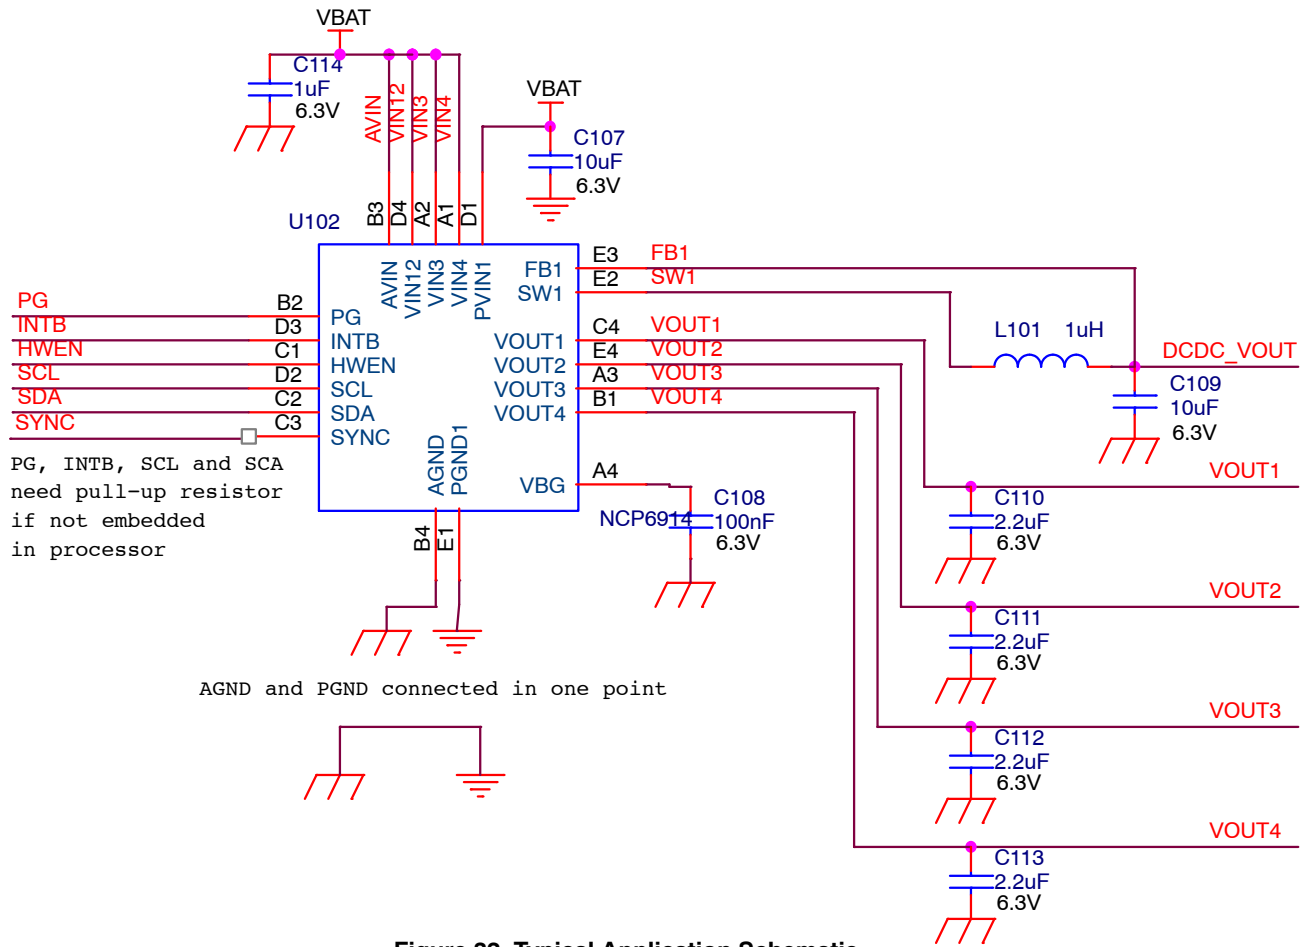 VBAT
C114
1uF
6.3V
AVIN
VIN12
VIN3
VIN4
VBAT
C107
10uF
6.3V
U102
B3
D4
A2
A1
D1
AVIN
VIN12
VIN3
VIN4
PVIN1
PG
B2
PG
INTB
D3
INTB
HWEN
C1
HWEN
SCL
D2
SCL
SDA
C2
SDA
SYNC
C3
SYNC
FB1
E3
FB1
SW1
E2
SW1
VOUT1
C4
VOUT1
VOUT2
E4
VOUT2
VOUT3
A3
VOUT3
VOUT4
B1
VOUT4
L101 1uH
DCDC_VOUT
C109
10uF
6.3V
PG, INTB, SCL and SCA
need pull-up resistor
if not embedded
in processor
AGND
PGND1
B4
E1
VBG
A4
NCP6914
C108
100nF
6.3V
VOUT1
C110
2.2uF
6.3V
VOUT2
C111
2.2uF
6.3V
AGND and PGND connected in one point
VOUT3
C112
2.2uF
6.3V
VOUT4
C113
2.2uF
6.3V
Typical Application Schematic